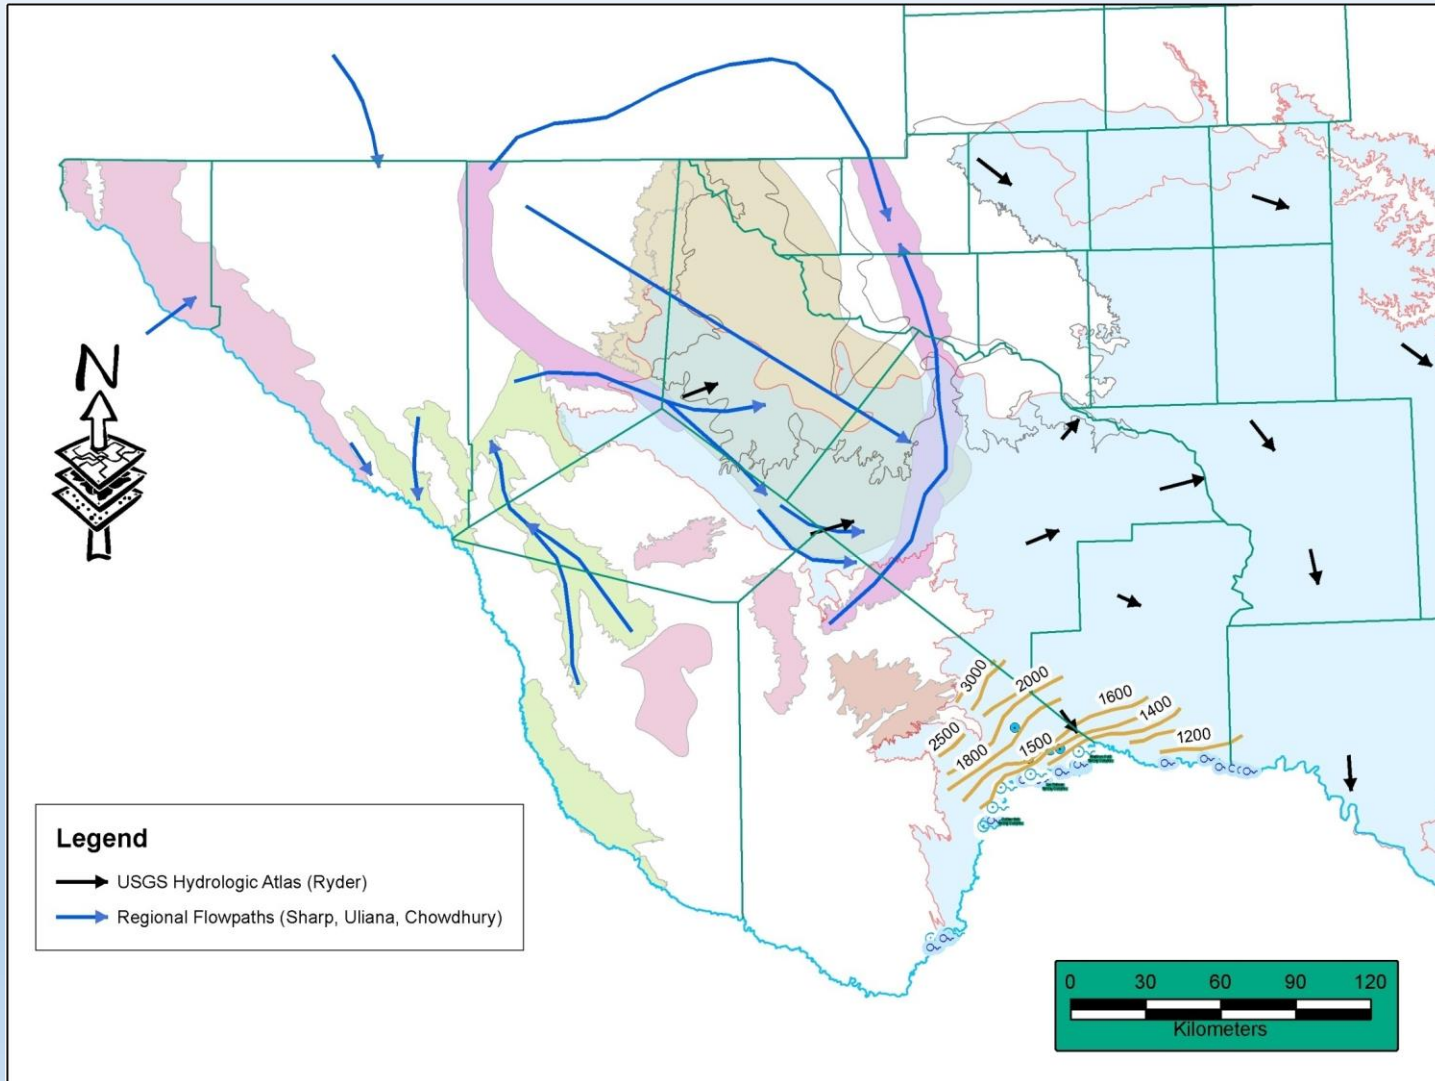 N
3000
2000
1600
1400
2500
1500
1200
1800
Legend
USGS Hydrologic Atlas (Ryder)
Regional Flowpaths (Sharp, Uliana, Chowdhury)
0 30 60 90 120
Kilometers